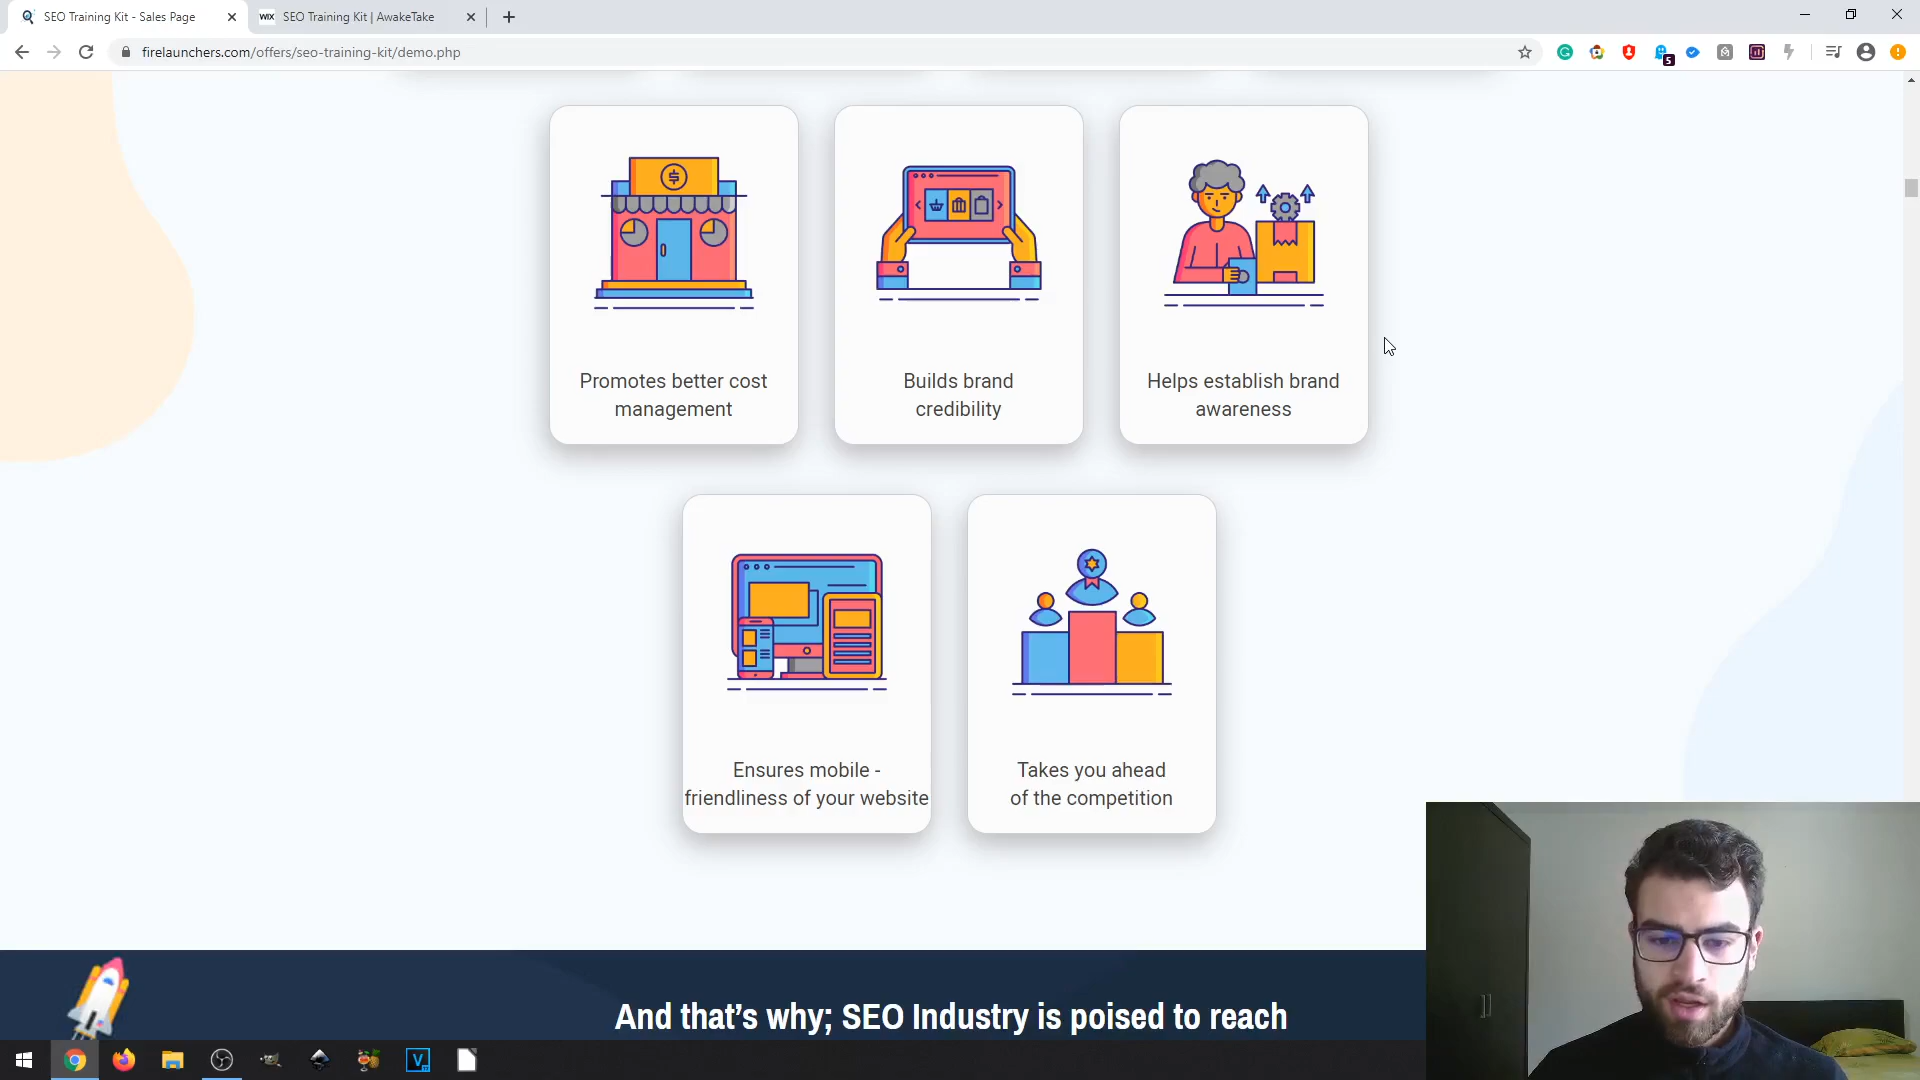 SEO Training Kit - Sales Page
WIX SEO Training Kit | AwakeTake
firelaunchers.com/offers/seo-training-kit/demo.php
5
Promotes better cost
management
Builds brand
credibility
Helps establish brand
awareness
Ensures mobile -
friendliness of your website
Takes you ahead
of the competition
And that's why; SEO Industry is poised to reach
V